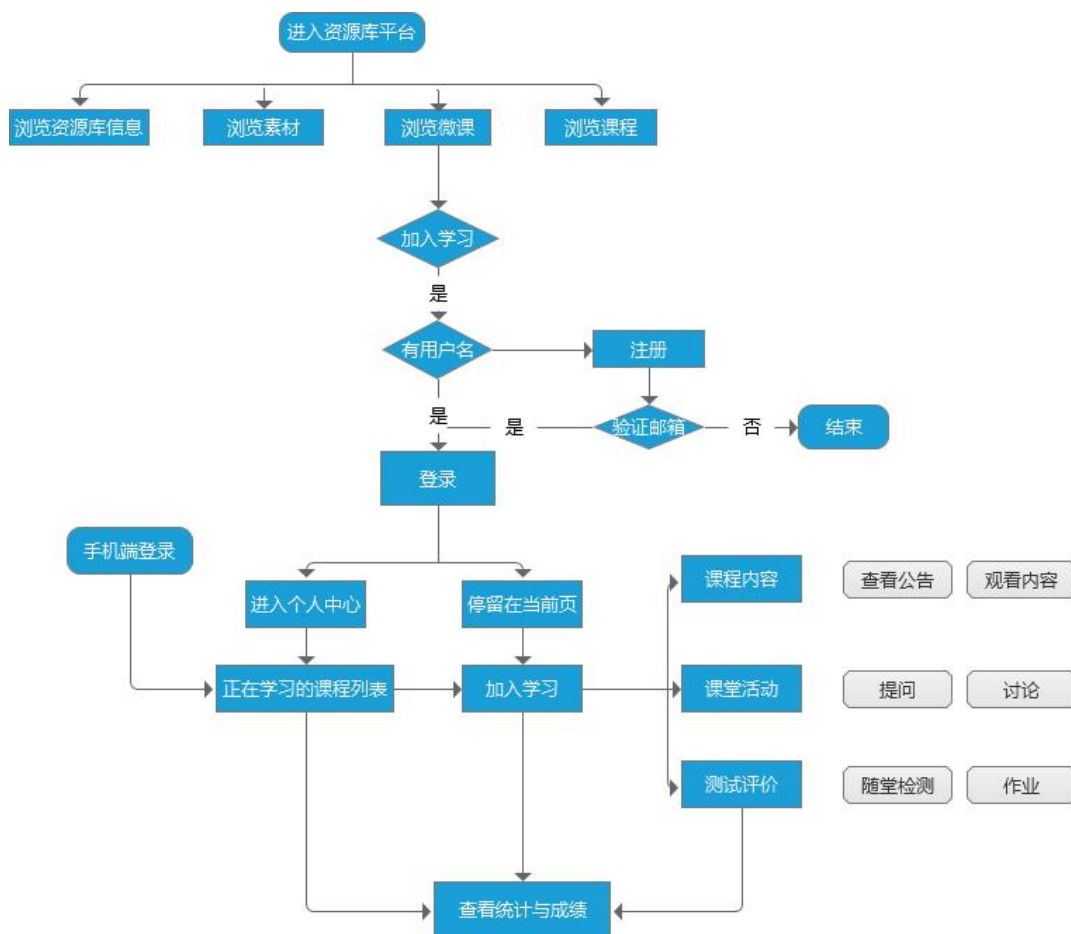 进入资源库平台
浏览资源库信息
浏览素材
浏览微课
浏览课程
加入学习
是
有用户名
注册
是
是
验证邮箱
否
结束
登录
手机端登录
课程内容
查看公告
观看内容
进入个人中心
停留在当前页
正在学习的课程列表
加入学习
课堂活动
提问
讨论
测试评价
随堂检测
作业
查看统计与成绩